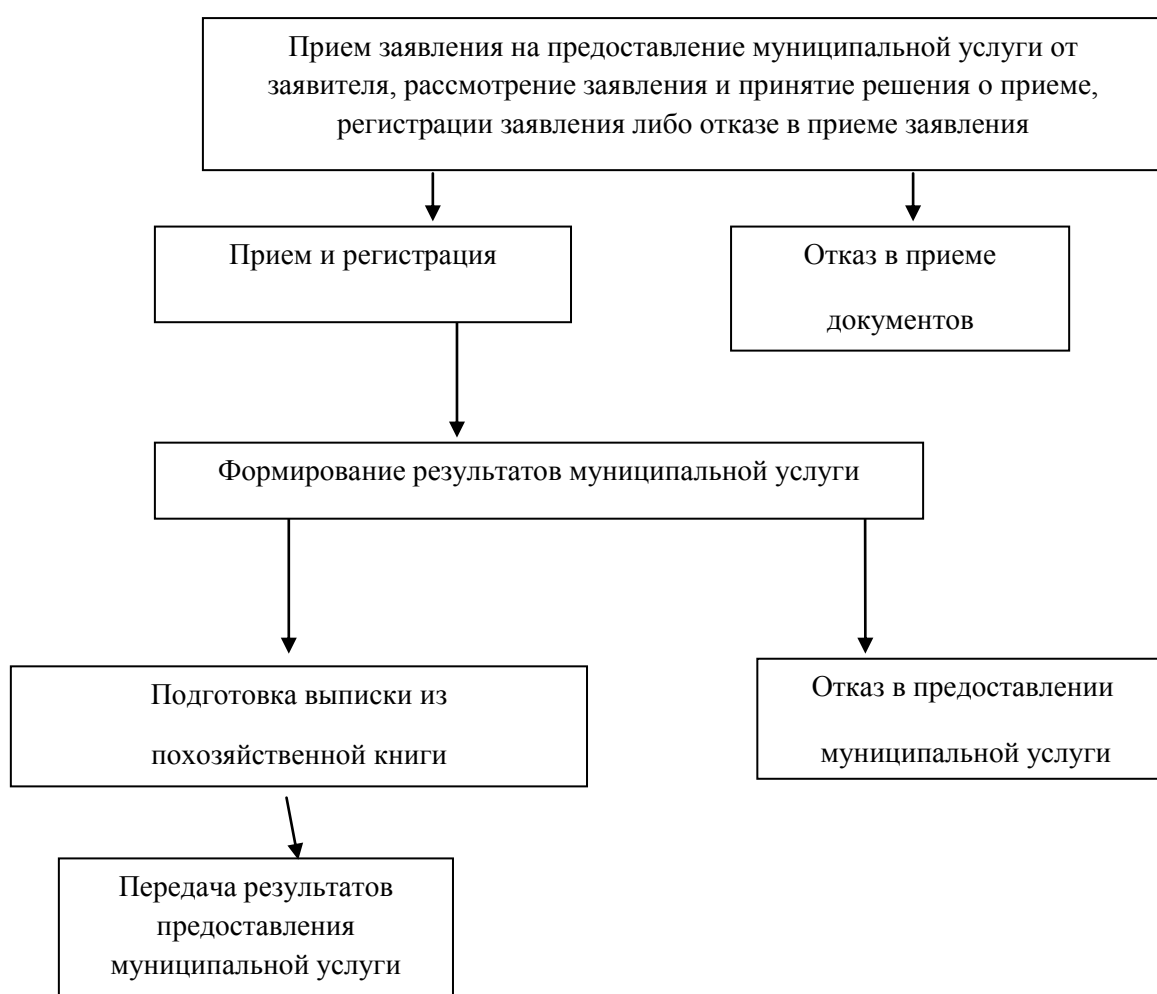 Прием заявления на предоставление муниципальной услуги от
заявителя, рассмотрение заявления и принятие решения о приеме,
регистрации заявления либо отказе в приеме заявления
Прием и регистрация
Отказ в приеме
документов
Формирование результатов муниципальной услуги
Подготовка выписки из
похозяйственной книги
Отказ в предоставлении
муниципальной услуги
Передача результатов
предоставления
муниципальной услуги